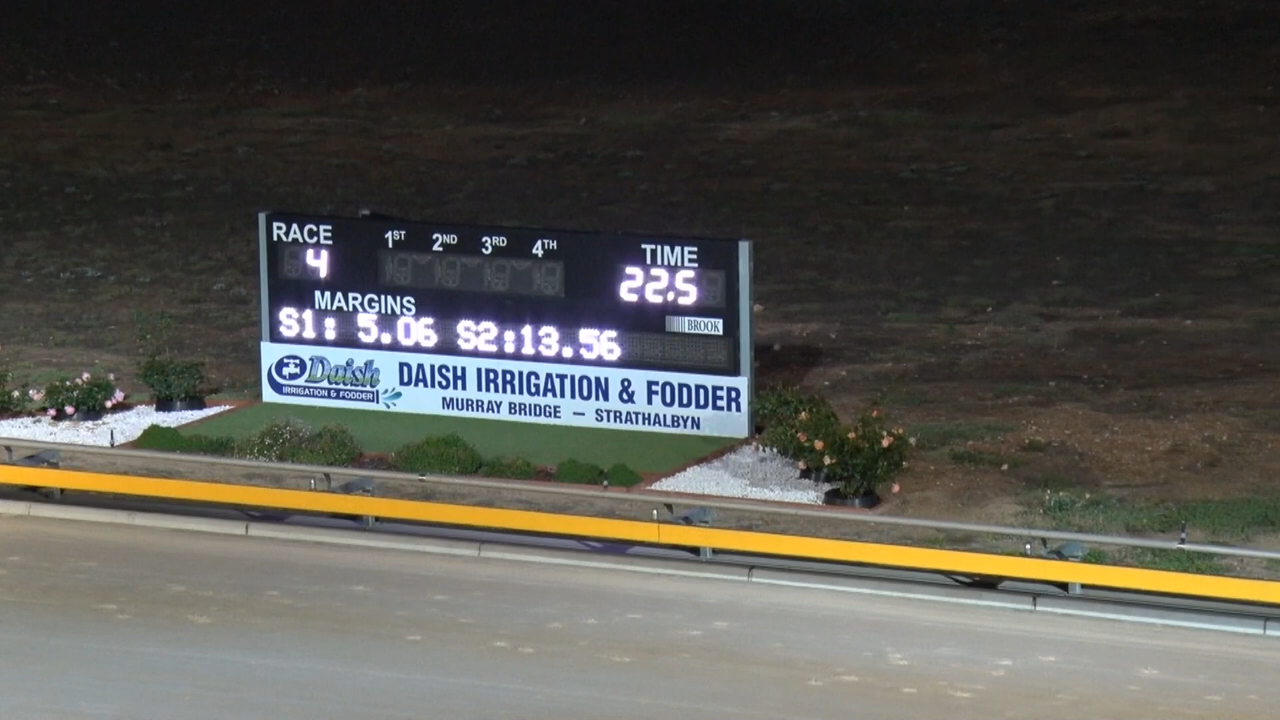 RACE 1ST 2ND 3RD 4TH TIME
4 22.5
MARGINS
BROOK
S1: 5.06 S2:13.56
Daish
IRRIGATION & FODDER
DAISH IRRIGATION & FODDER
MURRAY BRIDGE — STRATHALBYN